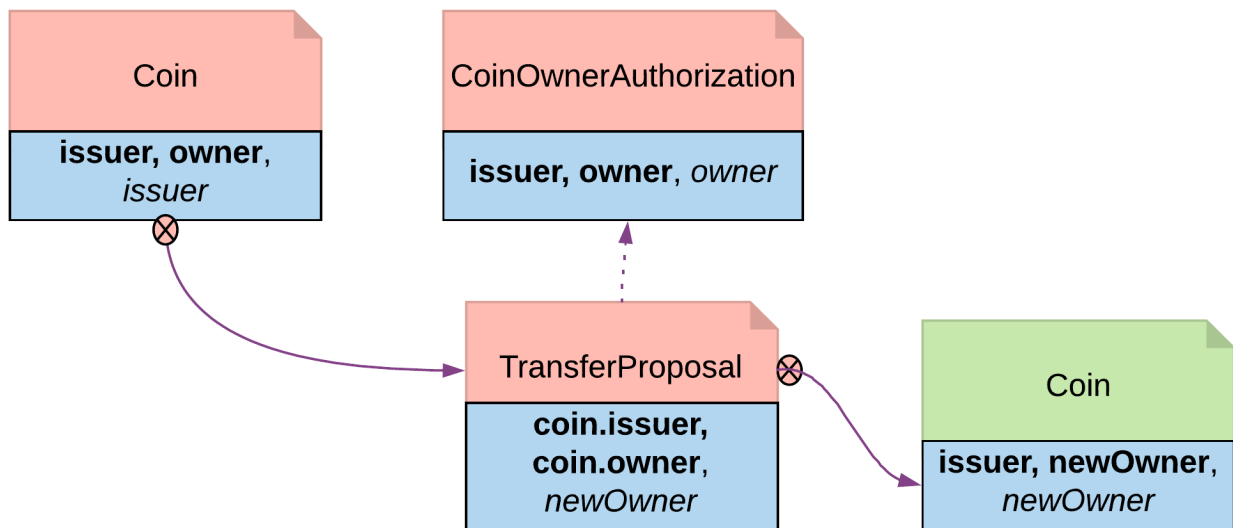 Coin
issuer, owner,
issuer
CoinOwnerAuthorization
issuer, owner, owner
TransferProposal
coin.issuer,
coin.owner,
newOwner
Coin
issuer, newOwner,
newOwner